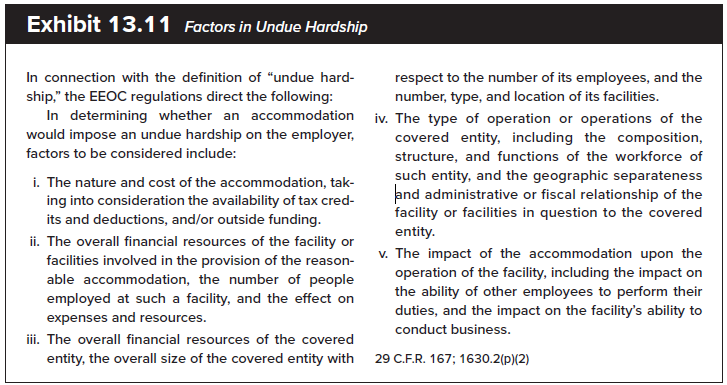 Exhibit 13.11 Factors in Undue Hardship
In connection with the definition of “undue hard-
ship,” the EEOC regulations direct the following:
In determining whether an accommodation
would impose an undue hardship on the employer,
factors to be considered include:
i. The nature and cost of the accommodation, tak-
ing into consideration the availability of tax cred-
its and deductions, and/or outside funding.
ii. The overall financial resources of the facility or
facilities involved in the provision of the reason-
able accommodation, the number of people
employed at such a facility, and the effect on
expenses and resources.
iii. The overall financial resources of the covered
entity, the overall size of the covered entity with
respect to the number of its employees, and the
number, type, and location of its facilities.
iv. The type of operation or operations of the
covered entity, including the composition,
structure, and functions of the workforce of
such entity, and the geographic separateness
and administrative or fiscal relationship of the
facility or facilities in question to the covered
entity.
v. The impact of the accommodation upon the
operation of the facility, including the impact on
the ability of other employees to perform their
duties, and the impact on the facility’s ability to
conduct business.
29 C.F.R. 167; 1630.2(p)(2)